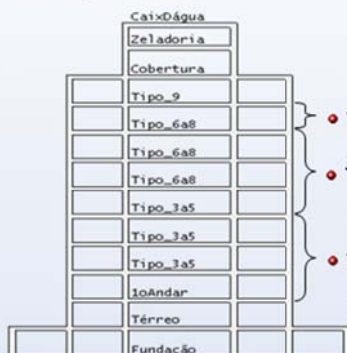 CaixDágua
Zeladoria
Cobertura
Tipo_9
Tipo_6a8
Tipo_6a8
Tipo_6a8
Tipo_3a5
Tipo_3a5
Tipo_3a5
1oAndar
Térreo
Fundação